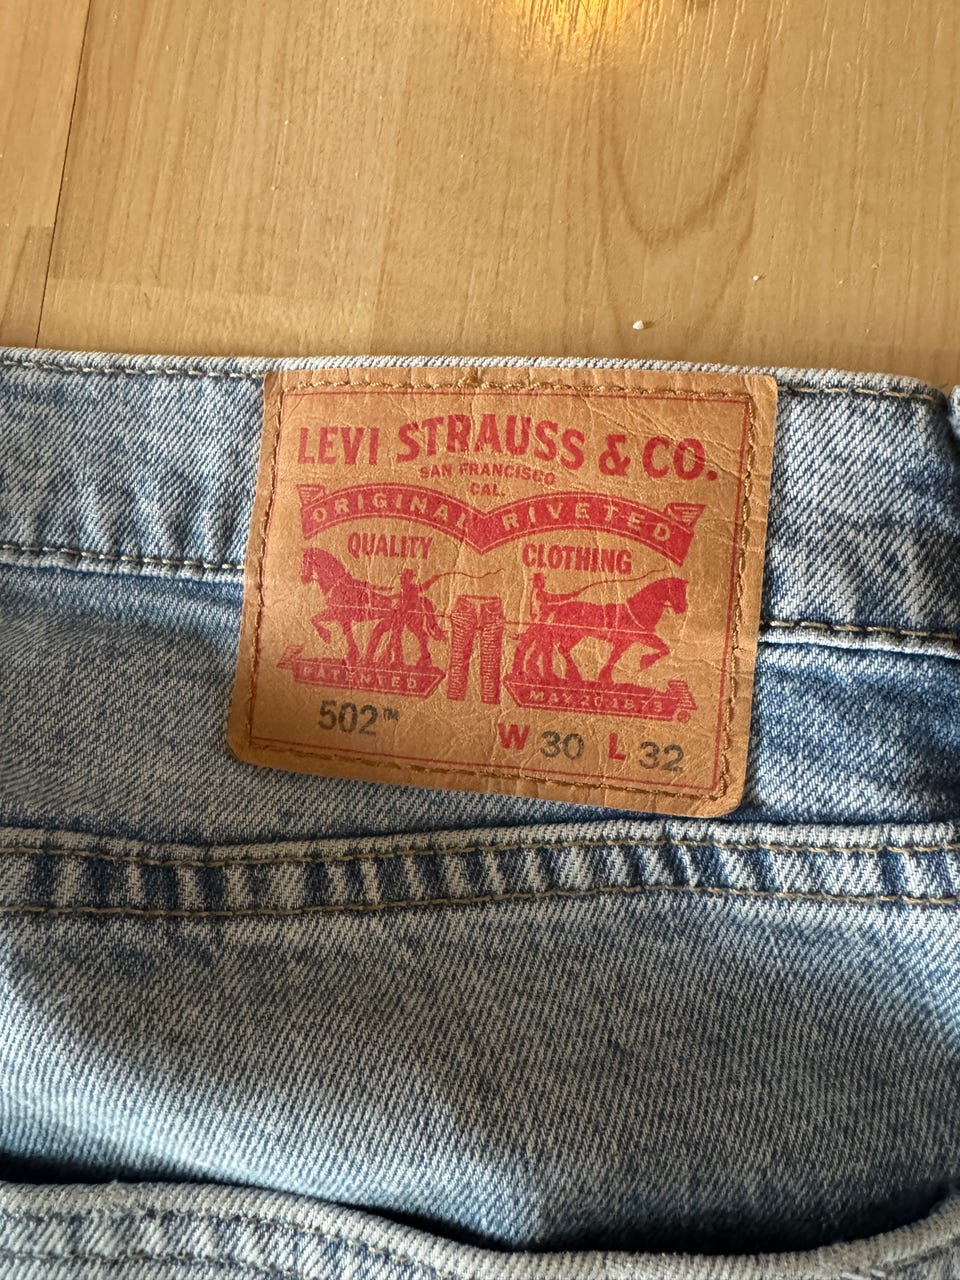 LEVI STRAUSS & CO.
SAN FRANCISCO
CAL.
ORIGINAL RIVETED
QUALITY CLOTHING
PATENTED MAY 20 1873
502™ W 30 L 32